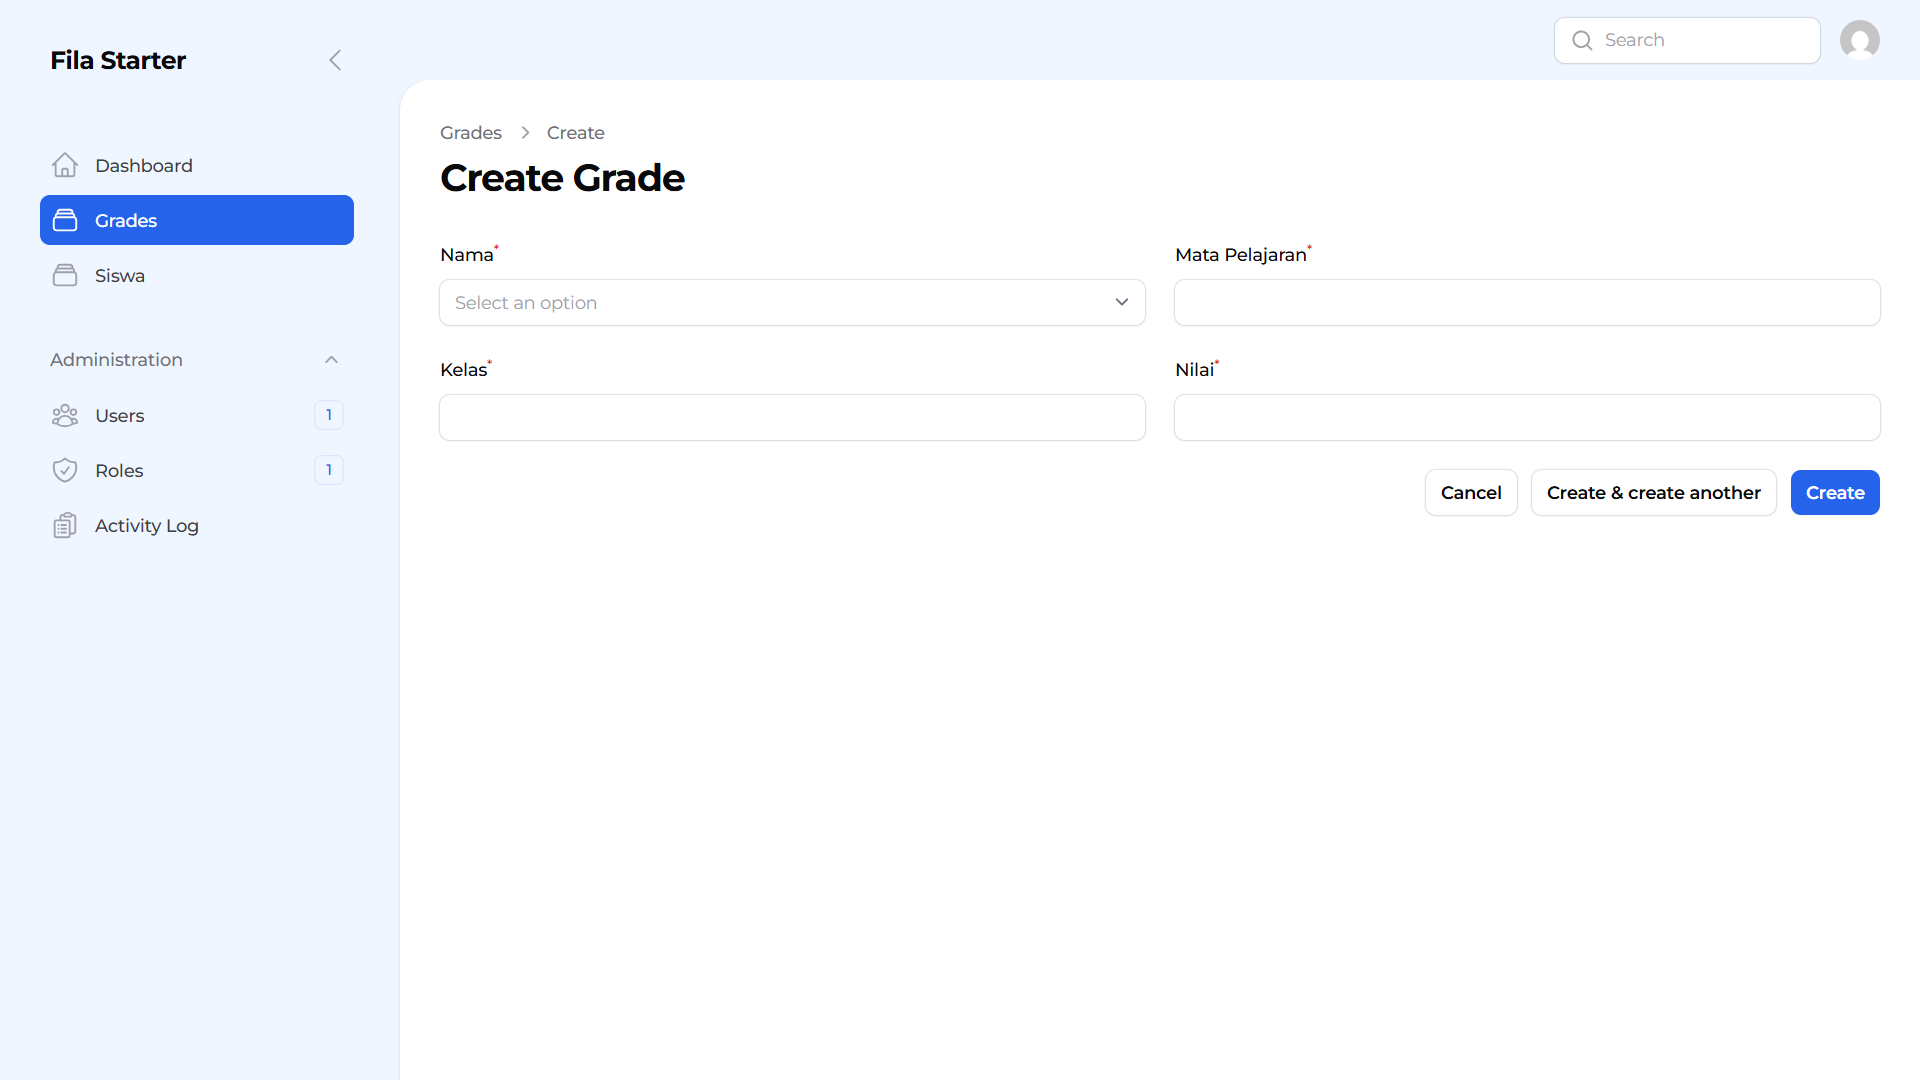 Fila Starter
Search
Dashboard
Grades
Siswa
Administration
Users 1
Roles 1
Activity Log
Grades > Create
Create Grade
Nama*
Select an option
Mata Pelajaran*
Kelas*
Nilai*
Cancel
Create & create another
Create